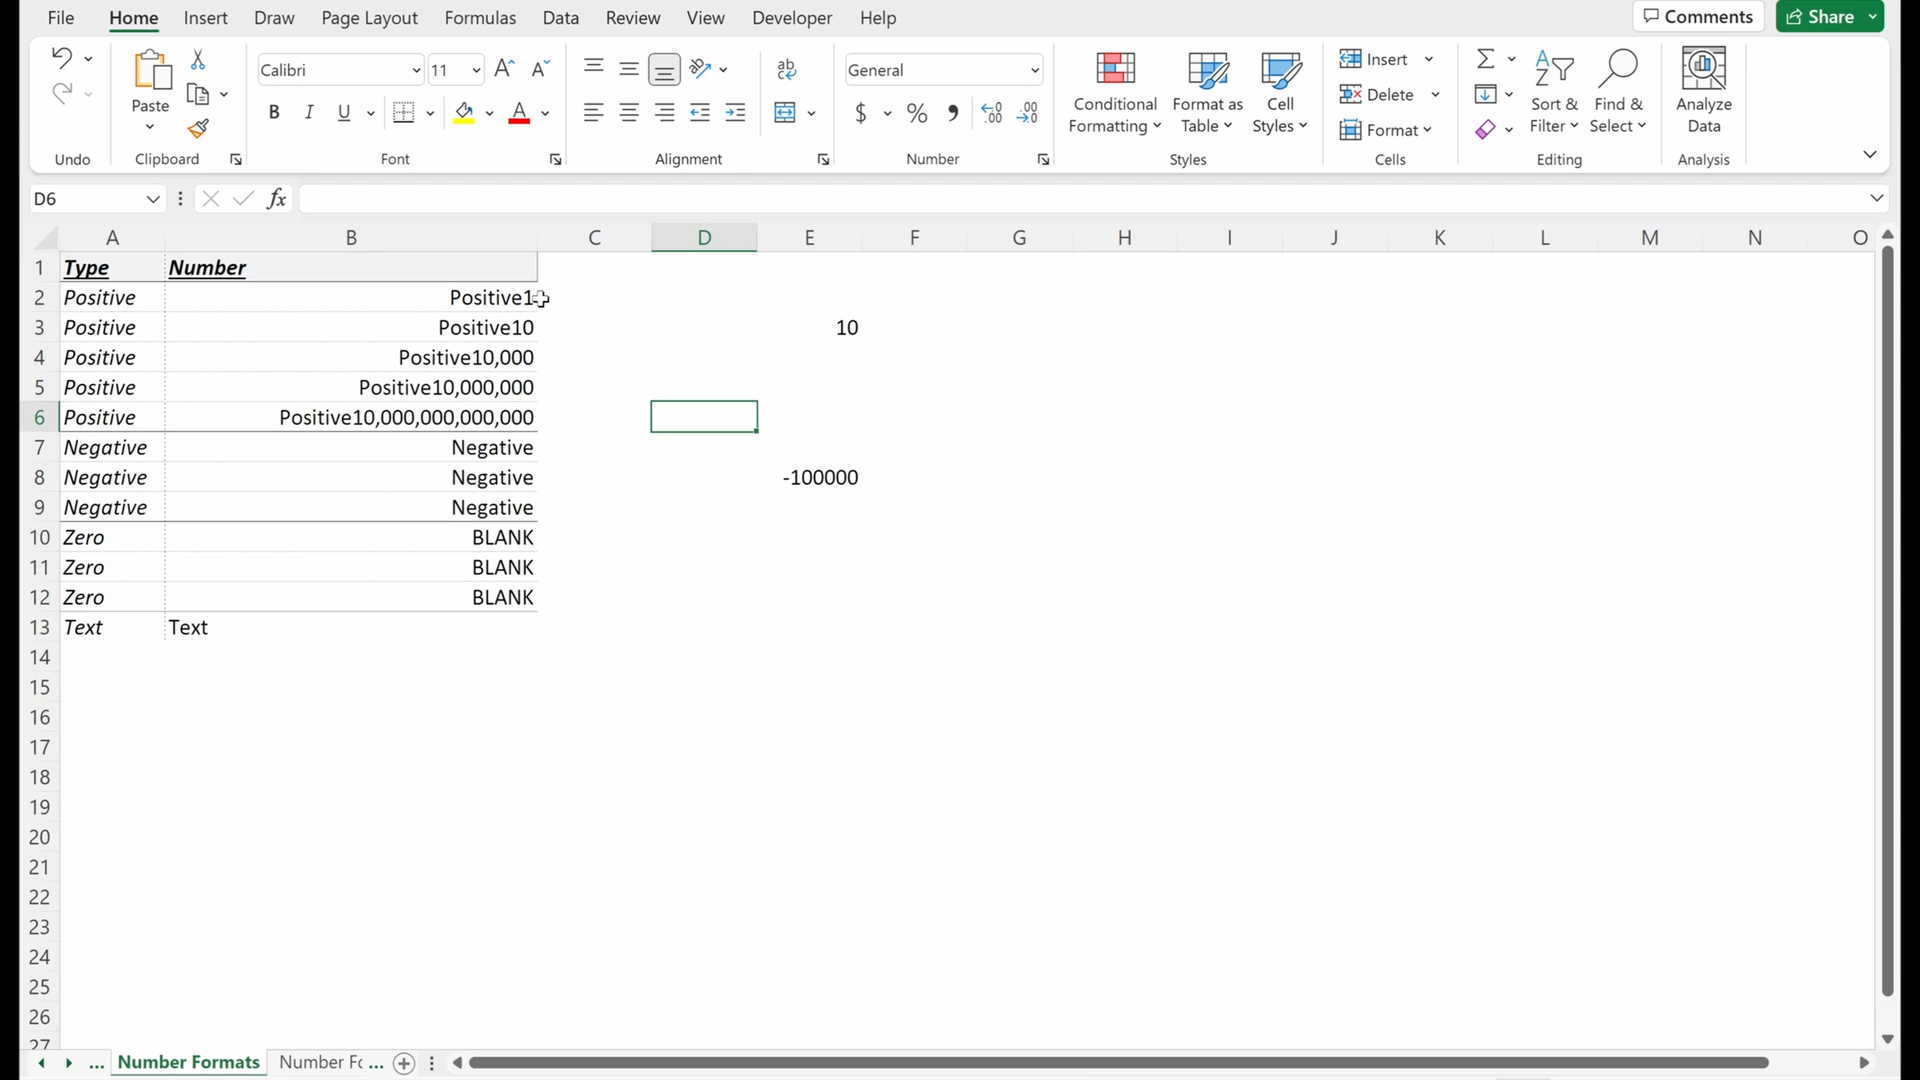 File Home Insert Draw Page Layout Formulas Data Review View Developer Help Comments Share
Calibri 11 General
Paste
B I U $ % ,
Conditional Formatting
Format as Table
Cell Styles
Insert
Delete
Format
Sort & Filter
Find & Select
Analyze Data
Undo Clipboard Font Alignment Number Styles Cells Editing Analysis
D6 fx
A B C D E F G H I J K L M N O
1 Type Number
2 Positive Positive1
3 Positive Positive10 10
4 Positive Positive10,000
5 Positive Positive10,000,000
6 Positive Positive10,000,000,000,000
7 Negative Negative
8 Negative Negative -100000
9 Negative Negative
10 Zero BLANK
11 Zero BLANK
12 Zero BLANK
13 Text Text
14
15
16
17
18
19
20
21
22
23
24
25
26
27
... Number Formats Number Fc ...